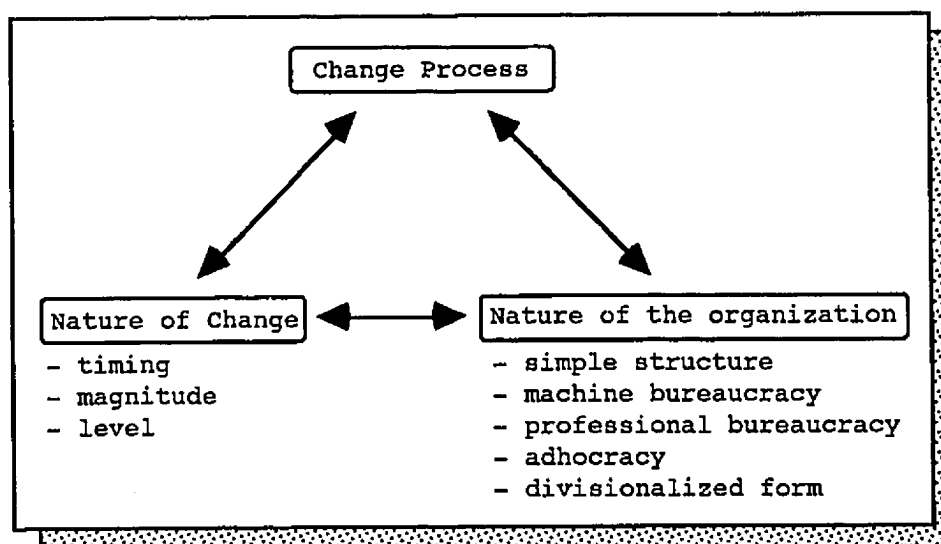 Change Process
Nature of Change
- timing
- magnitude
- level
Nature of the organization
- simple structure
- machine bureaucracy
- professional bureaucracy
- adhocracy
- divisionalized form